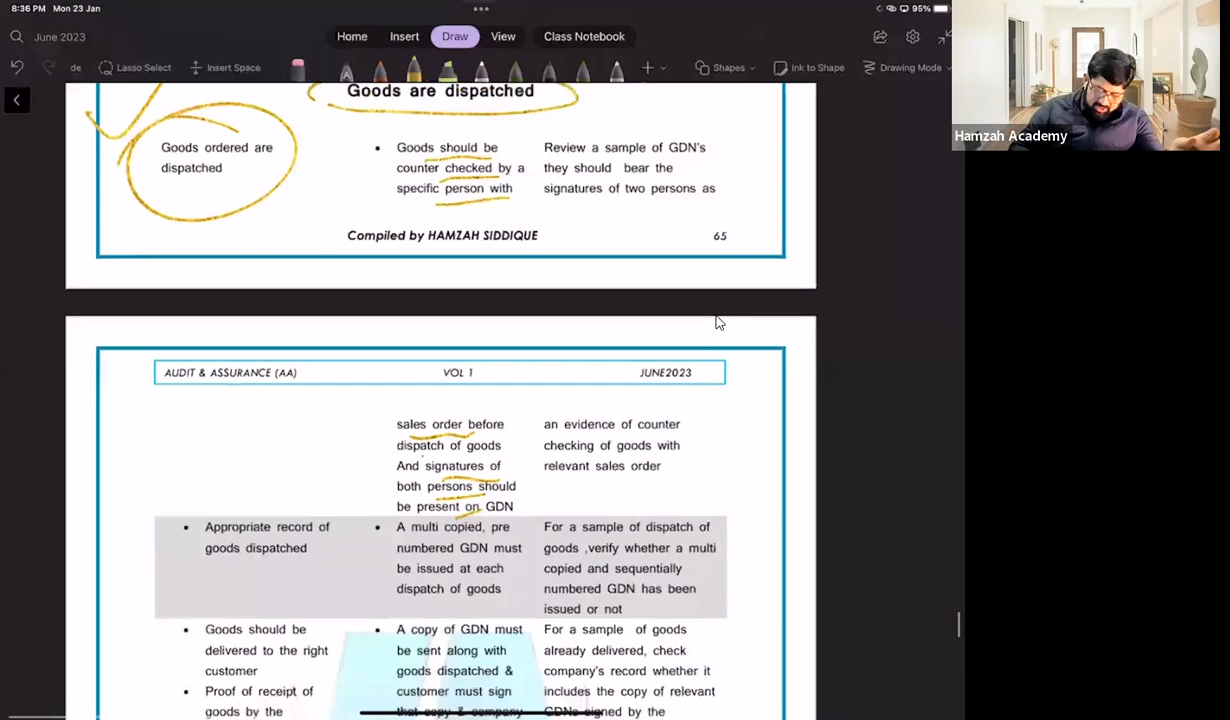 8:36 PM Mon 23 Jan
95%
June 2023
Home Insert Draw View Class Notebook
de Lasso Select Insert Space Shapes Ink to Shape Drawing Mode
Hamzah Academy
Goods are dispatched
Goods ordered are
dispatched
• Goods should be
counter checked by a
specific person with
Review a sample of GDN's
they should bear the
signatures of two persons as
Compiled by HAMZAH SIDDIQUE 65
AUDIT & ASSURANCE (AA) VOL 1 JUNE2023
sales order before
dispatch of goods
And signatures of
both persons should
be present on GDN
an evidence of counter
checking of goods with
relevant sales order
• Appropriate record of
goods dispatched
• A multi copied, pre
numbered GDN must
be issued at each
dispatch of goods
For a sample of dispatch of
goods ,verify whether a multi
copied and sequentially
numbered GDN has been
issued or not
• Goods should be
delivered to the right
customer
• Proof of receipt of
goods by the
• A copy of GDN must
be sent along with
goods dispatched &
customer must sign
that copy & company
For a sample of goods
already delivered, check
company's record whether it
includes the copy of relevant
GDNs signed by the